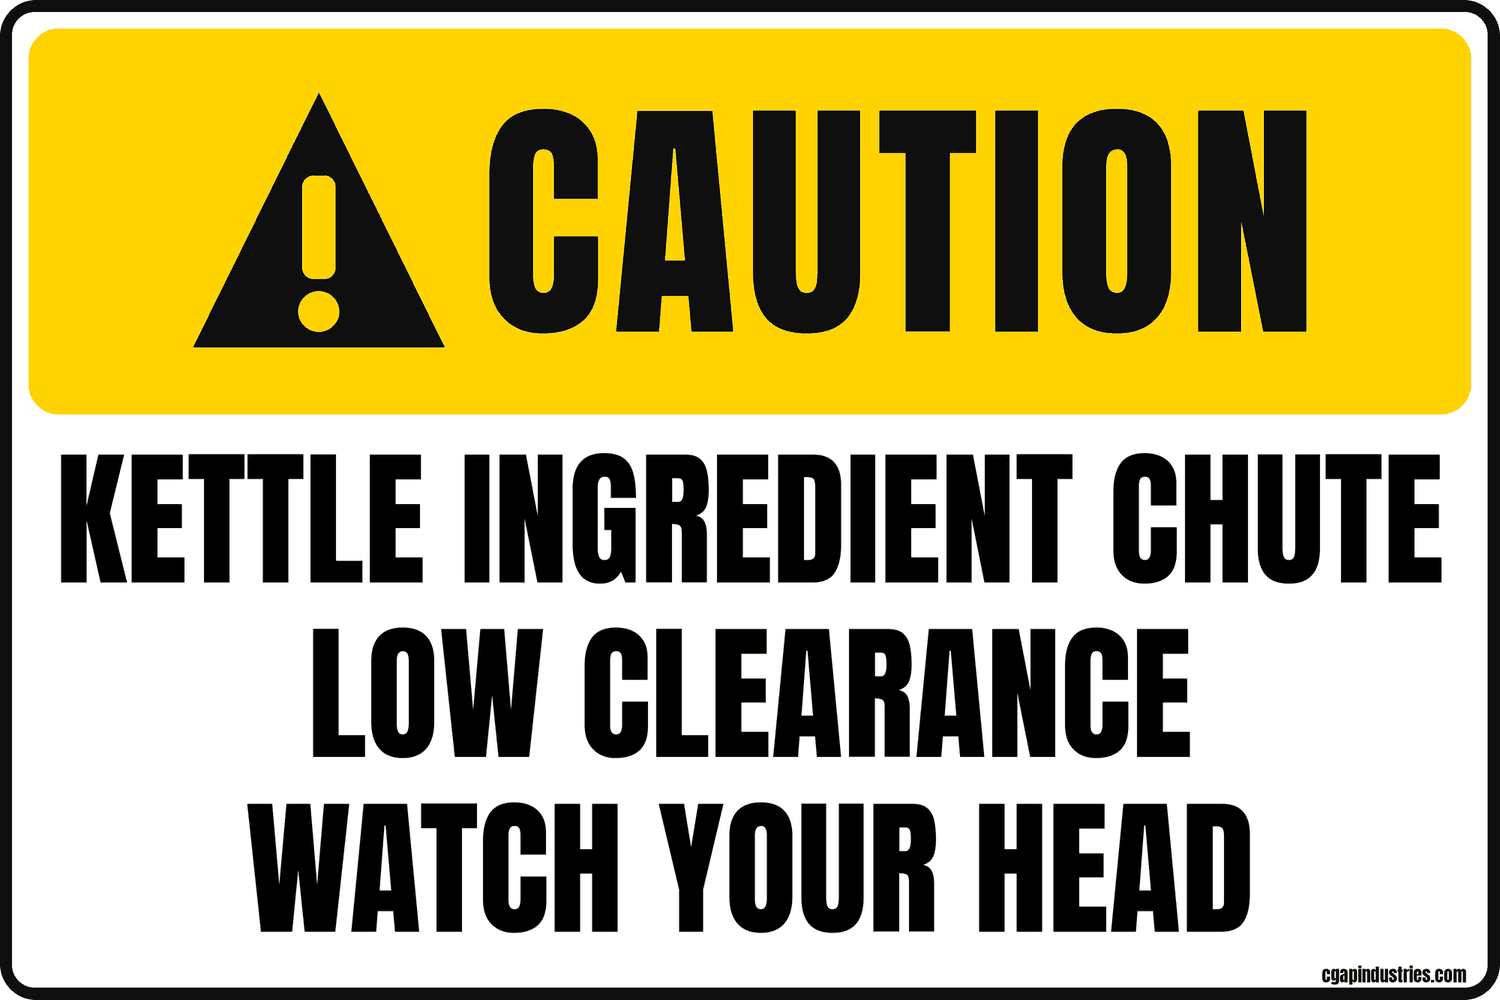 CAUTION
KETTLE INGREDIENT CHUTE
LOW CLEARANCE
WATCH YOUR HEAD
cgapindustries.com